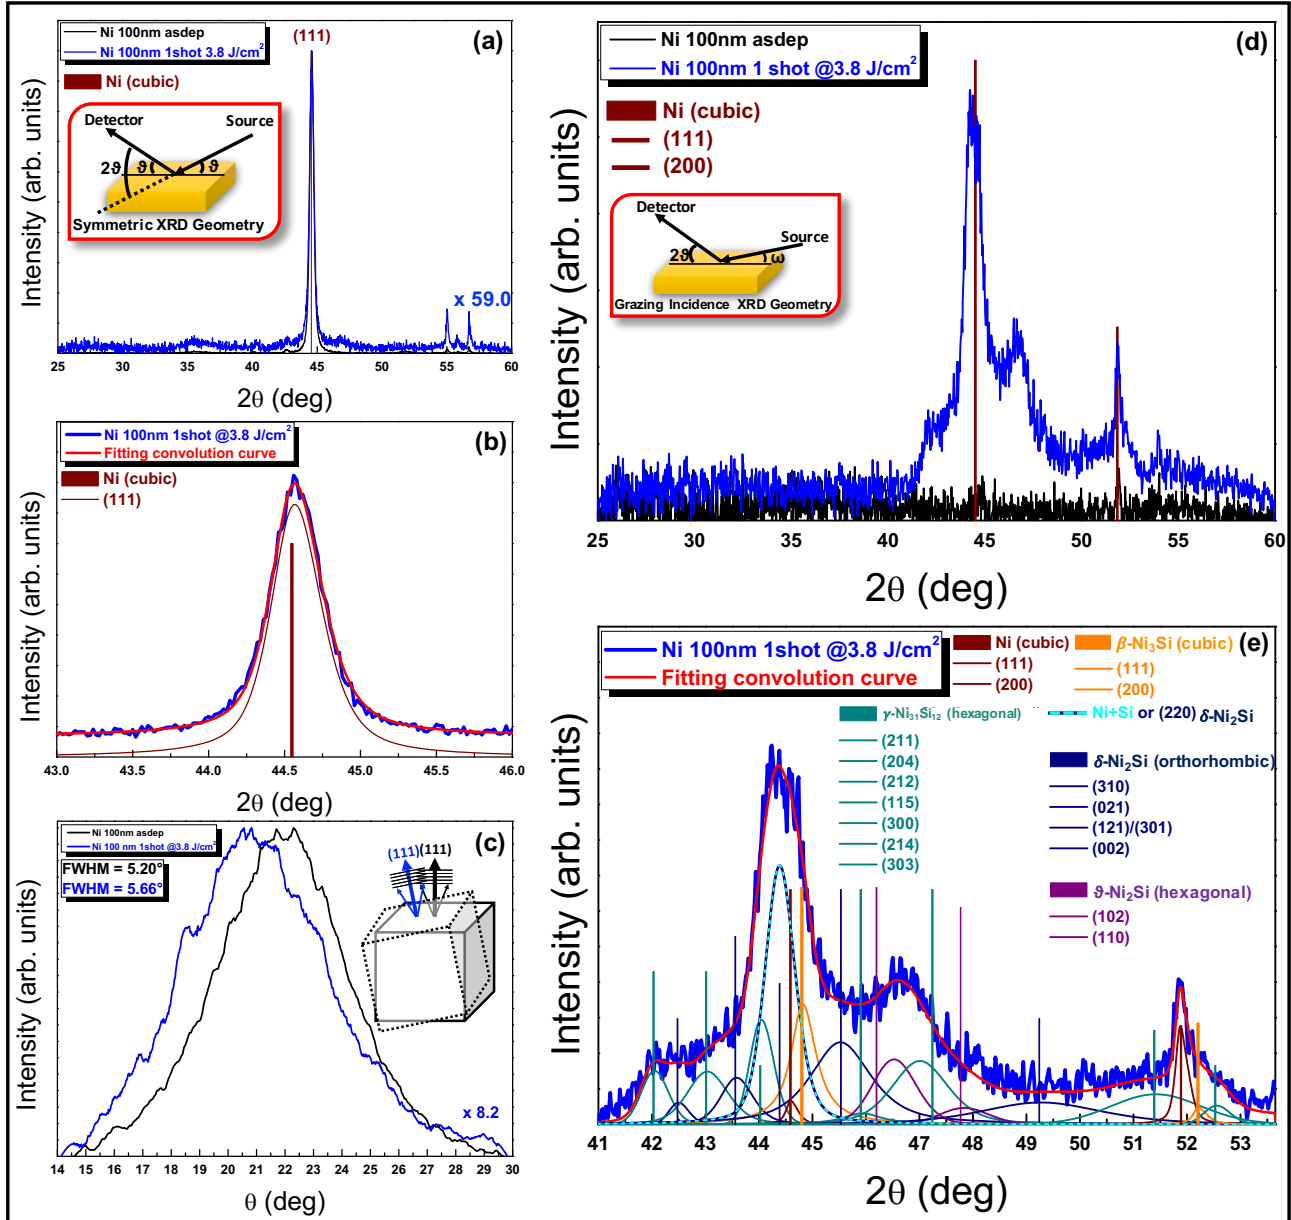 (a)
Ni 100nm asdep
Ni 100nm 1shot 3.8 J/cm²
(111)
Ni (cubic)
Detector
Source
2ϑ
ϑ
ϑ
Symmetric XRD Geometry
x 59.0
Intensity (arb. units)
25 30 35 40 45 50 55 60
2θ (deg)
(b)
Ni 100nm 1shot @3.8 J/cm²
Fitting convolution curve
Ni (cubic)
(111)
Intensity (arb. units)
43.0 43.5 44.0 44.5 45.0 45.5 46.0
2θ (deg)
(c)
Ni 100nm asdep
Ni 100 nm 1shot @3.8 J/cm²
FWHM = 5.20°
FWHM = 5.66°
(111)
(111)
x 8.2
Intensity (arb. units)
14 15 16 17 18 19 20 21 22 23 24 25 26 27 28 29 30
θ (deg)
(d)
Ni 100nm asdep
Ni 100nm 1 shot @3.8 J/cm²
Ni (cubic)
(111)
(200)
Detector
Source
2ϑ
ω
Grazing Incidence XRD Geometry
Intensity (arb. units)
25 30 35 40 45 50 55 60
2θ (deg)
(e)
Ni 100nm 1shot @3.8 J/cm²
Fitting convolution curve
Ni (cubic)
(111)
(200)
β-Ni₃Si (cubic)
(111)
(200)
γ-Ni₃₁Si₁₂ (hexagonal)
(211)
(204)
(212)
(115)
(300)
(214)
(303)
Ni+Si or (220) δ-Ni₂Si
δ-Ni₂Si (orthorhombic)
(310)
(021)
(121)/(301)
(002)
ϑ-Ni₂Si (hexagonal)
(102)
(110)
Intensity (arb. units)
41 42 43 44 45 46 47 48 49 50 51 52 53
2θ (deg)